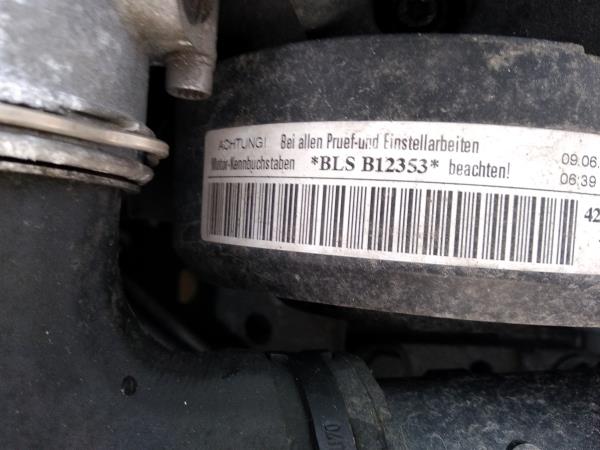 ACHTUNG! Bei allen Pruef-und Einstellarbeiten
Motor-Kennbuchstaben *BLS B12353* beachten!
09.06.
06:39
42